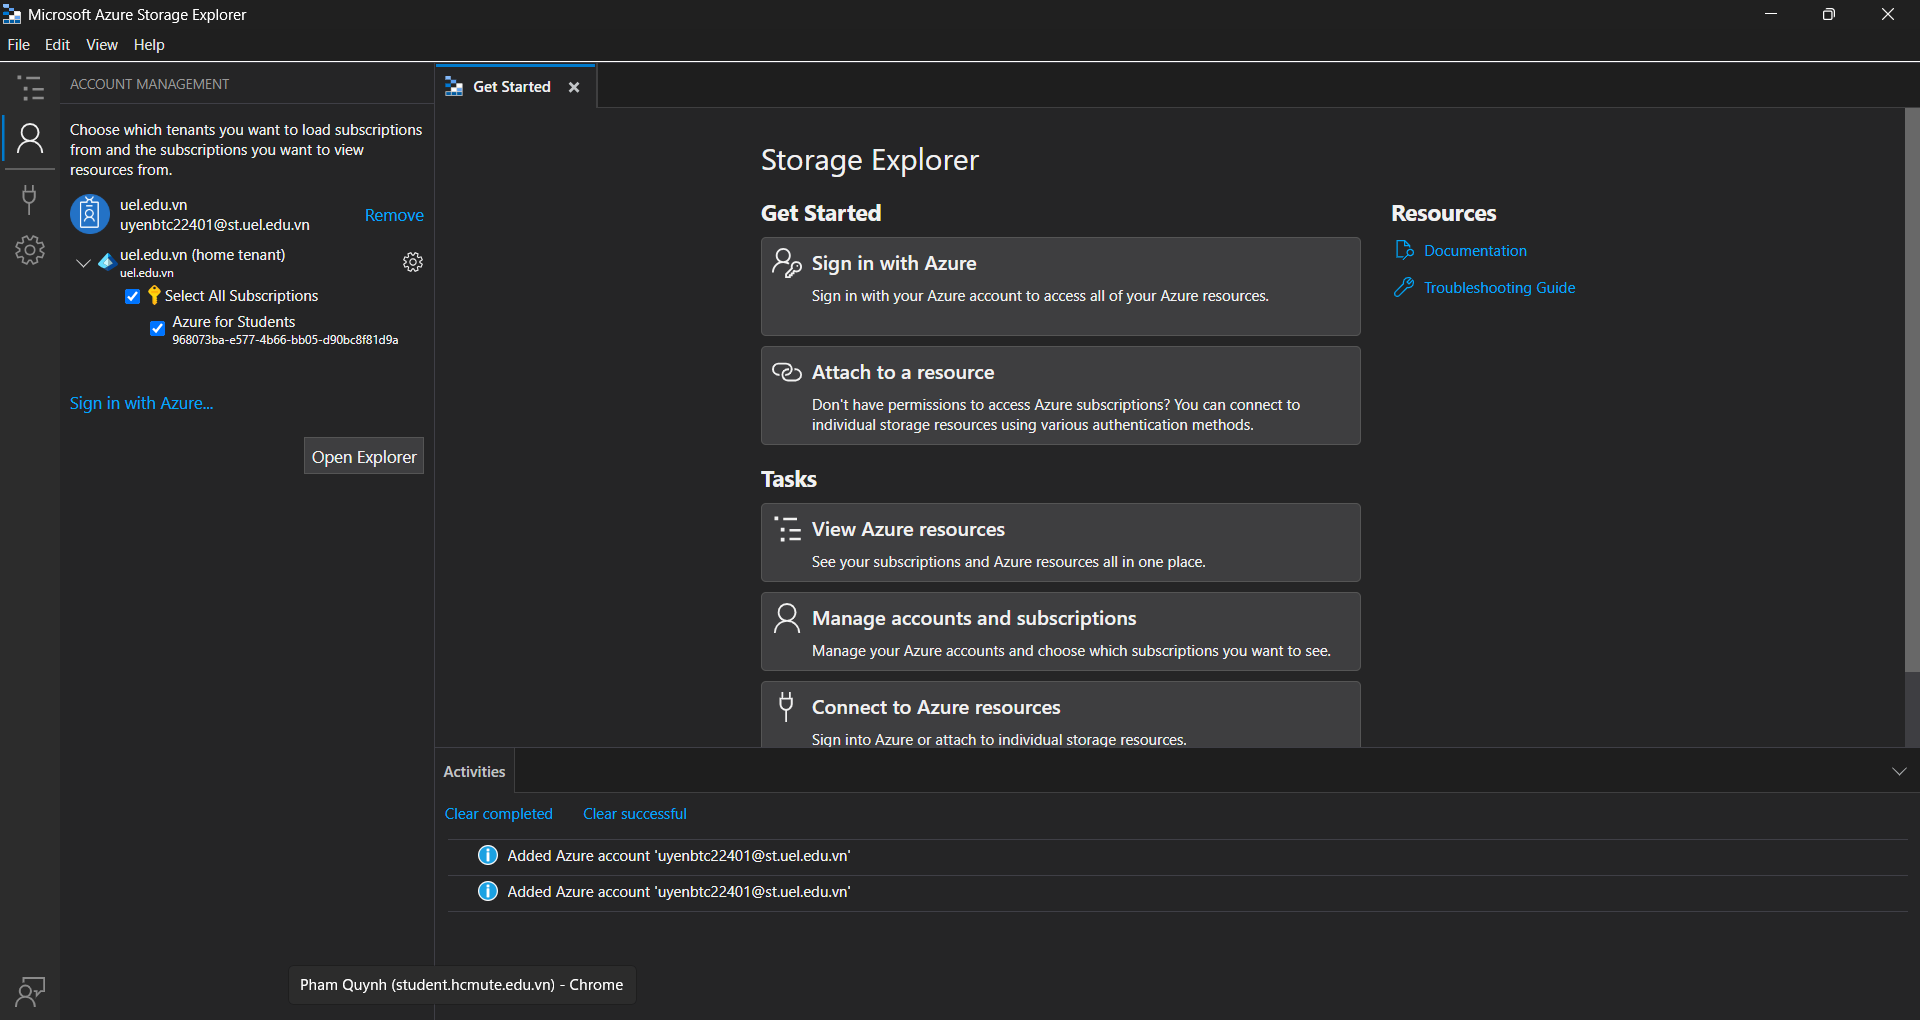 Microsoft Azure Storage Explorer
File Edit View Help
ACCOUNT MANAGEMENT
Choose which tenants you want to load subscriptions
from and the subscriptions you want to view
resources from.
uel.edu.vn
uyenbtc22401@st.uel.edu.vn
Remove
uel.edu.vn (home tenant)
uel.edu.vn
Select All Subscriptions
Azure for Students
968073ba-e577-4b66-bb05-d90bc8f81d9a
Sign in with Azure...
Open Explorer
Get Started
Storage Explorer
Get Started
Sign in with Azure
Sign in with your Azure account to access all of your Azure resources.
Attach to a resource
Don't have permissions to access Azure subscriptions? You can connect to
individual storage resources using various authentication methods.
Tasks
View Azure resources
See your subscriptions and Azure resources all in one place.
Manage accounts and subscriptions
Manage your Azure accounts and choose which subscriptions you want to see.
Connect to Azure resources
Sign into Azure or attach to individual storage resources.
Resources
Documentation
Troubleshooting Guide
Activities
Clear completed Clear successful
Added Azure account 'uyenbtc22401@st.uel.edu.vn'
Added Azure account 'uyenbtc22401@st.uel.edu.vn'
Pham Quynh (student.hcmute.edu.vn) - Chrome